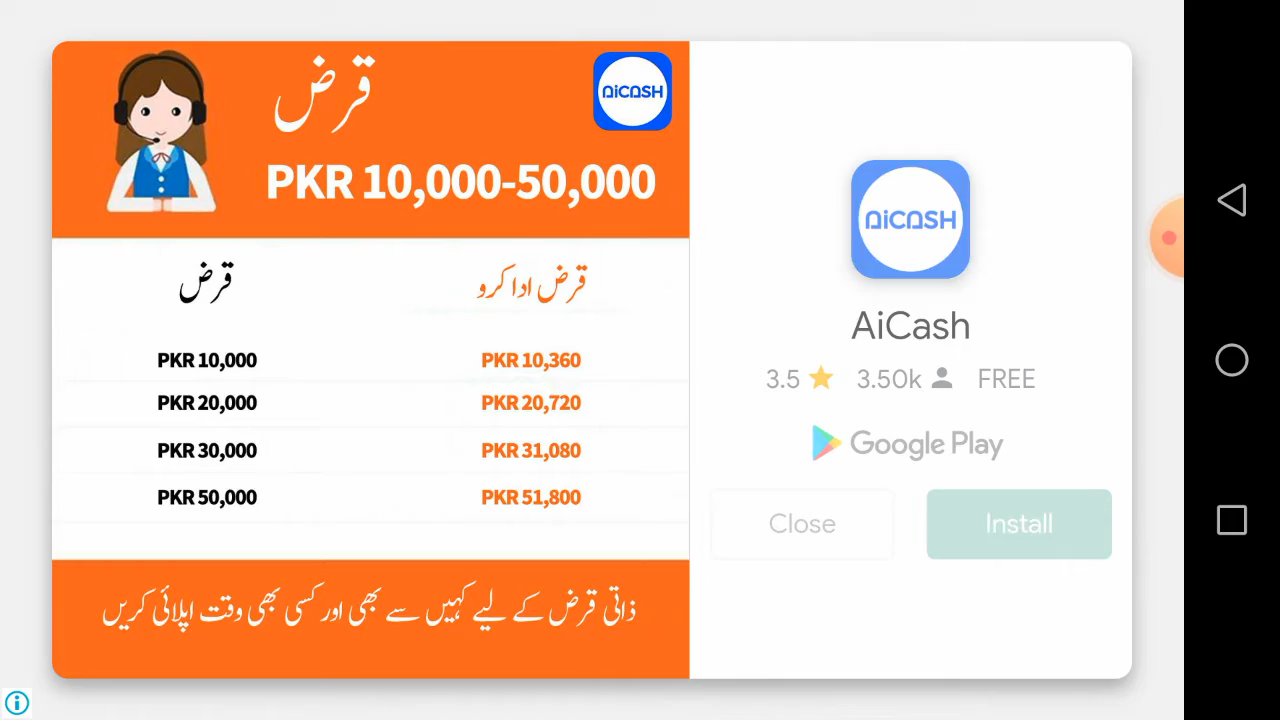 قرض
AiCASH
PKR 10,000-50,000
قرض
قرض ادا کرو
PKR 10,000
PKR 10,360
PKR 20,000
PKR 20,720
PKR 30,000
PKR 31,080
PKR 50,000
PKR 51,800
ذاتی قرض کے لیے کہیں سے بھی اور کسی بھی وقت اپلائی کریں
AiCASH
AiCash
3.5 3.50k FREE
Google Play
Close
Install